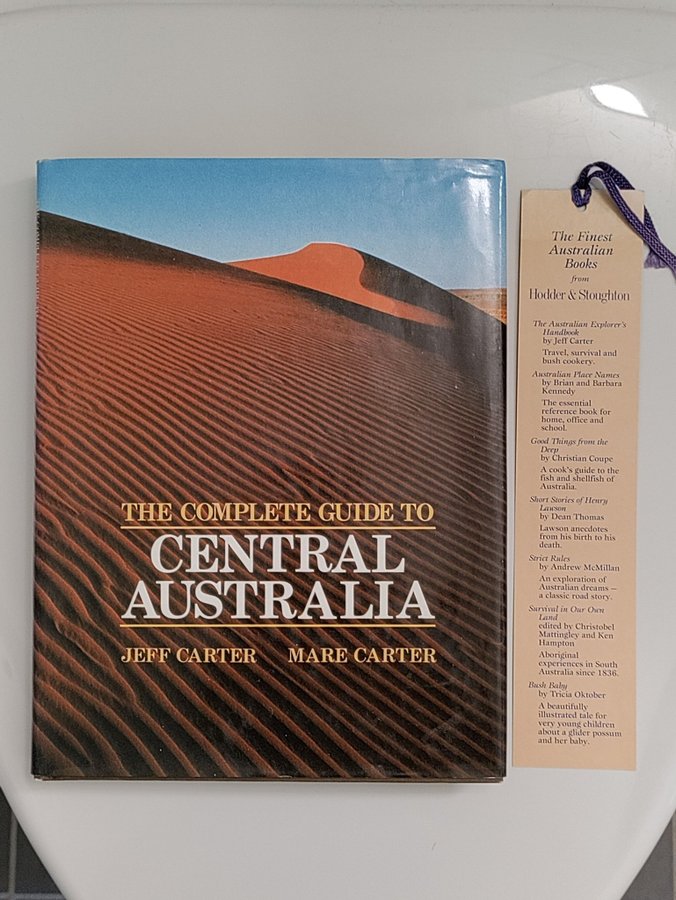 THE COMPLETE GUIDE TO
CENTRAL
AUSTRALIA
JEFF CARTER MARE CARTER
The Finest
Australian
Books
from
Hodder & Stoughton
The Australian Explorer's
Handbook
by Jeff Carter
Travel, survival and
bush cookery.
Australian Place Names
by Brian and Barbara
Kennedy
The essential
reference book for
home, office and
school.
Good Things from the
Deep
by Christian Coupe
A cook's guide to the
fish and shellfish of
Australia.
Short Stories of Henry
Lawson
by Dean Thomas
Lawson anecdotes
from his birth to his
death.
Strict Rules
by Andrew McMillan
An exploration of
Australian dreams —
a classic road story.
Survival in Our Own
Land
edited by Christobel
Mattingley and Ken
Hampton
Aboriginal
experiences in South
Australia since 1836.
Bush Baby
by Tricia Oktober
A beautifully
illustrated tale for
very young children
about a glider possum
and her baby.